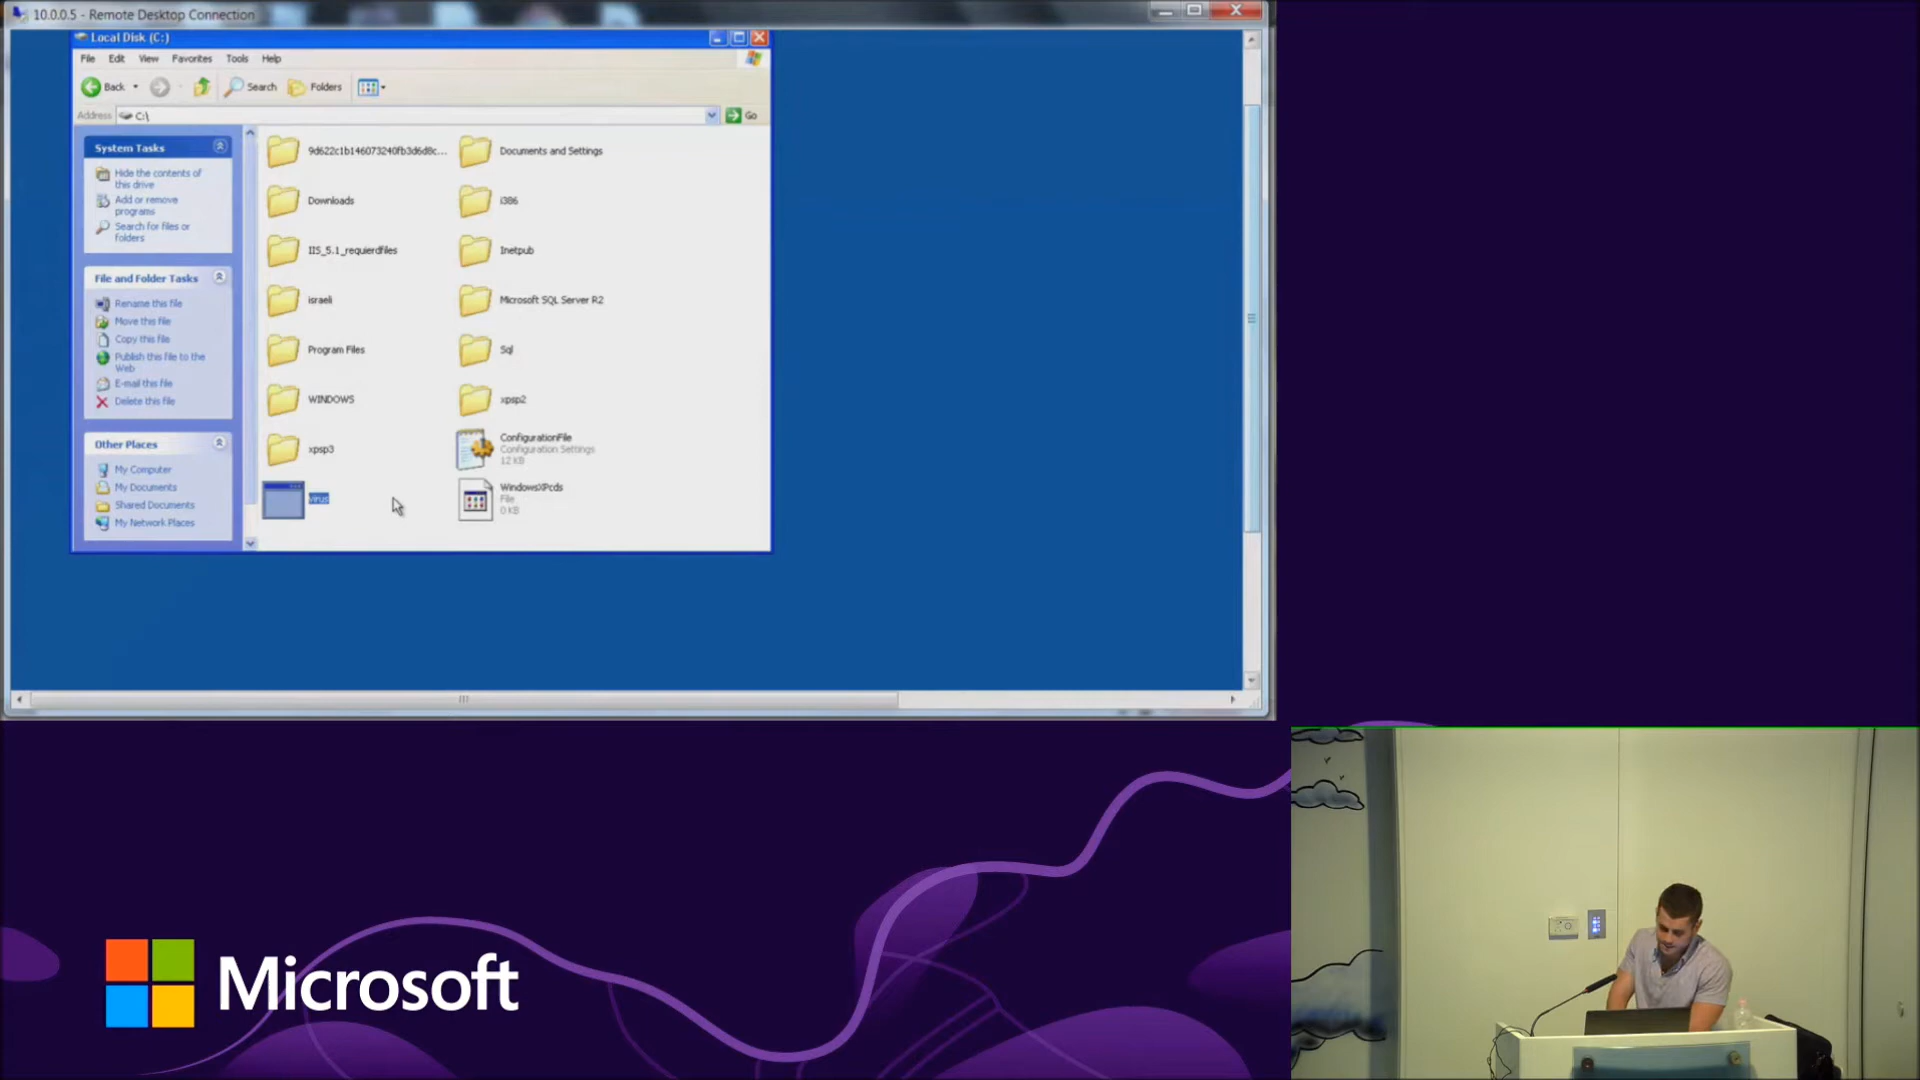 10.0.0.5 - Remote Desktop Connection
Local Disk (C:)
File Edit View Favorites Tools Help
Back Search Folders
Address C:\ Go
System Tasks
Hide the contents of
this drive
Add or remove
programs
Search for files or
folders
File and Folder Tasks
Rename this file
Move this file
Copy this file
Publish this file to the
Web
E-mail this file
Delete this file
Other Places
My Computer
My Documents
Shared Documents
My Network Places
9d622c1b146073240fb3d6d8c...
Documents and Settings
Downloads
i386
IIS_5.1_requierdfiles
Inetpub
israeli
Microsoft SQL Server R2
Program Files
Sql
WINDOWS
xpsp2
xpsp3
ConfigurationFile
Configuration Settings
12 KB
virus
WindowsXPcds
File
0 KB
Microsoft